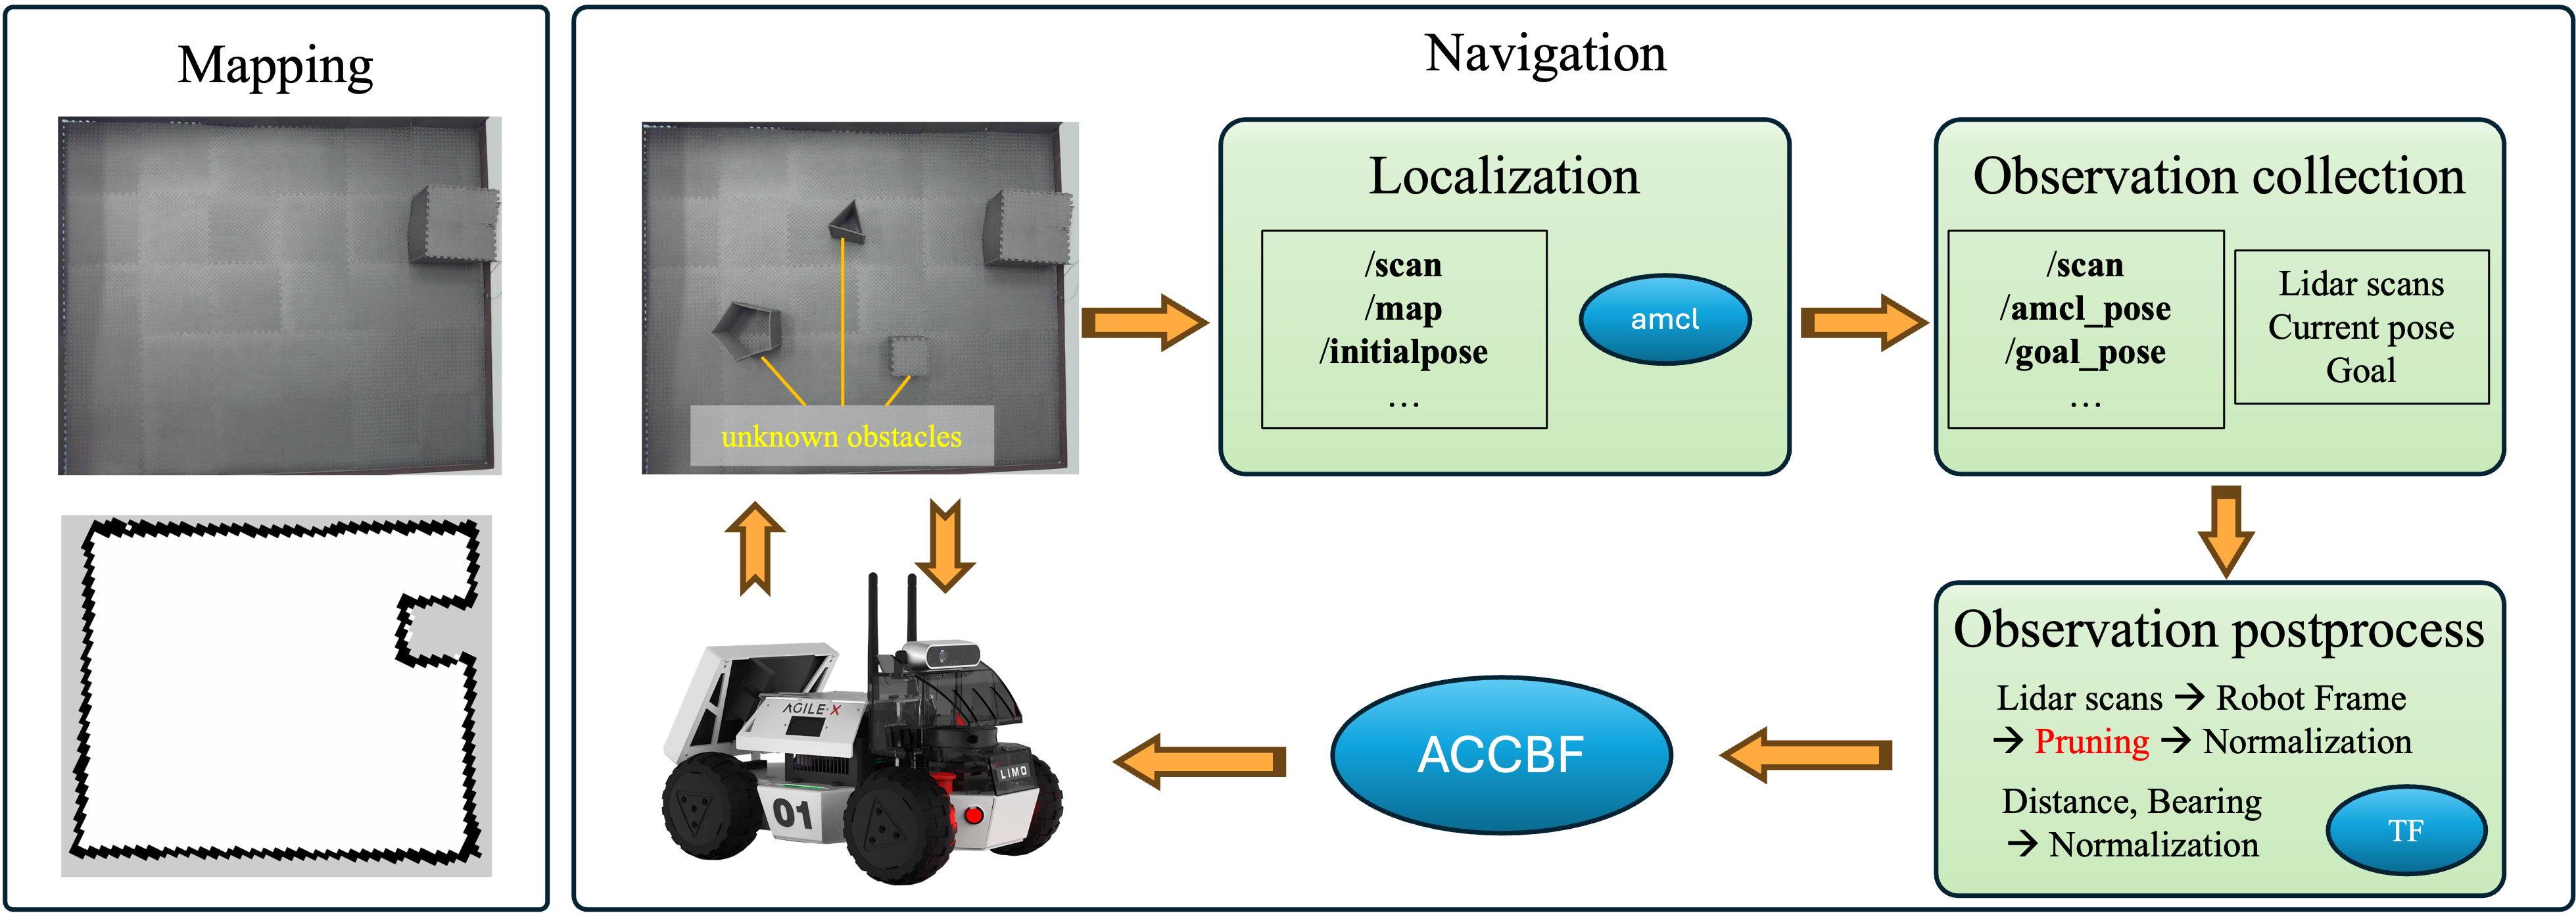 Mapping
Navigation
unknown obstacles
Localization
/scan
/map
/initialpose
…
amcl
Observation collection
/scan
/amcl_pose
/goal_pose
…
Lidar scans
Current pose
Goal
Observation postprocess
Lidar scans → Robot Frame
→ Pruning → Normalization
Distance, Bearing
→ Normalization
TF
ACCBF
AGILE·X
LIMO
01